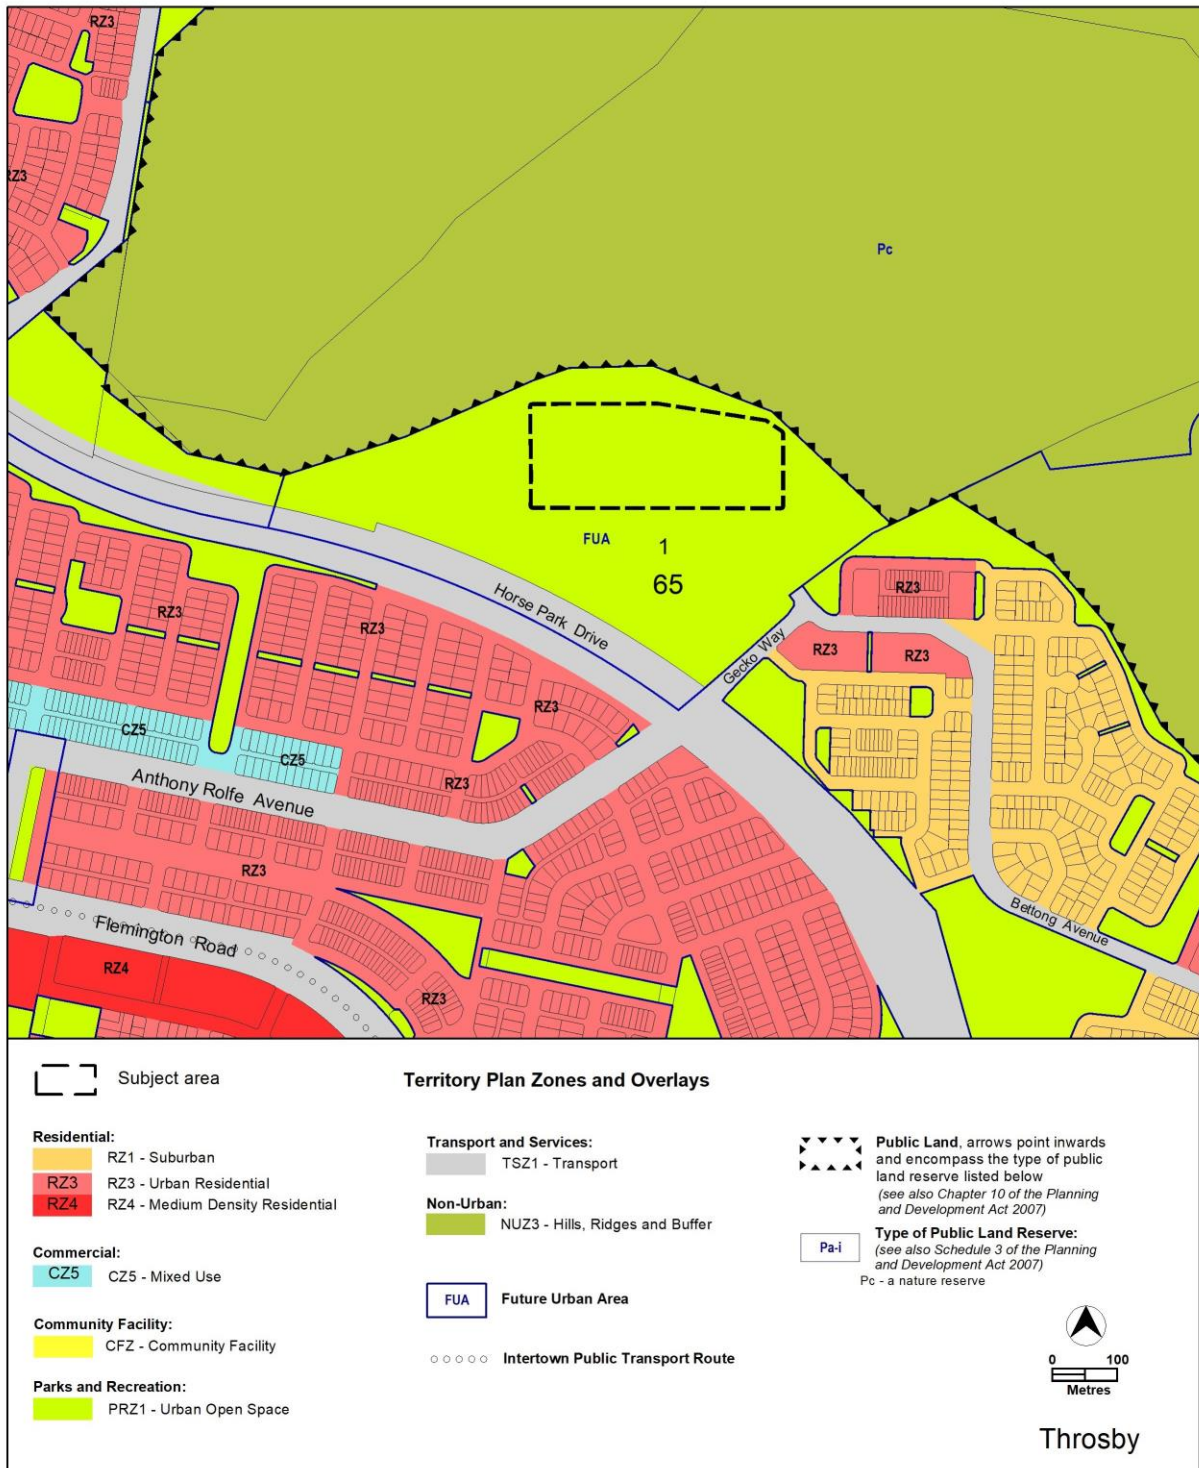 RZ3
RZ3
Pc
FUA
1
65
Horse Park Drive
Gecko Way
RZ3
RZ3
RZ3
RZ3
RZ3
RZ3
RZ3
CZ5
CZ5
Anthony Rolfe Avenue
RZ3
Flemington Road
RZ4
RZ3
Bettong Avenue
Subject area
Territory Plan Zones and Overlays
Residential:
RZ1 - Suburban
RZ3 RZ3 - Urban Residential
RZ4 RZ4 - Medium Density Residential
Commercial:
CZ5 CZ5 - Mixed Use
Community Facility:
CFZ - Community Facility
Parks and Recreation:
PRZ1 - Urban Open Space
Transport and Services:
TSZ1 - Transport
Non-Urban:
NUZ3 - Hills, Ridges and Buffer
FUA Future Urban Area
Intertown Public Transport Route
Public Land, arrows point inwards
and encompass the type of public
land reserve listed below
(see also Chapter 10 of the Planning
and Development Act 2007)
Pa-i
Type of Public Land Reserve:
(see also Schedule 3 of the Planning
and Development Act 2007)
Pc - a nature reserve
0 100
Metres
Throsby